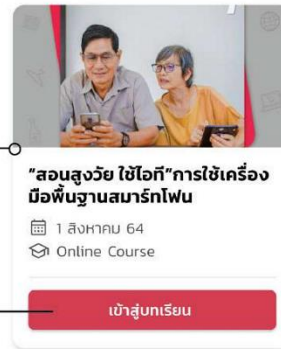 “สอนสูงวัย ใช้ไอที”การใช้เครื่อง
มือพื้นฐานสมาร์ทโฟน
1 สิงหาคม 64
Online Course
เข้าสู่บทเรียน